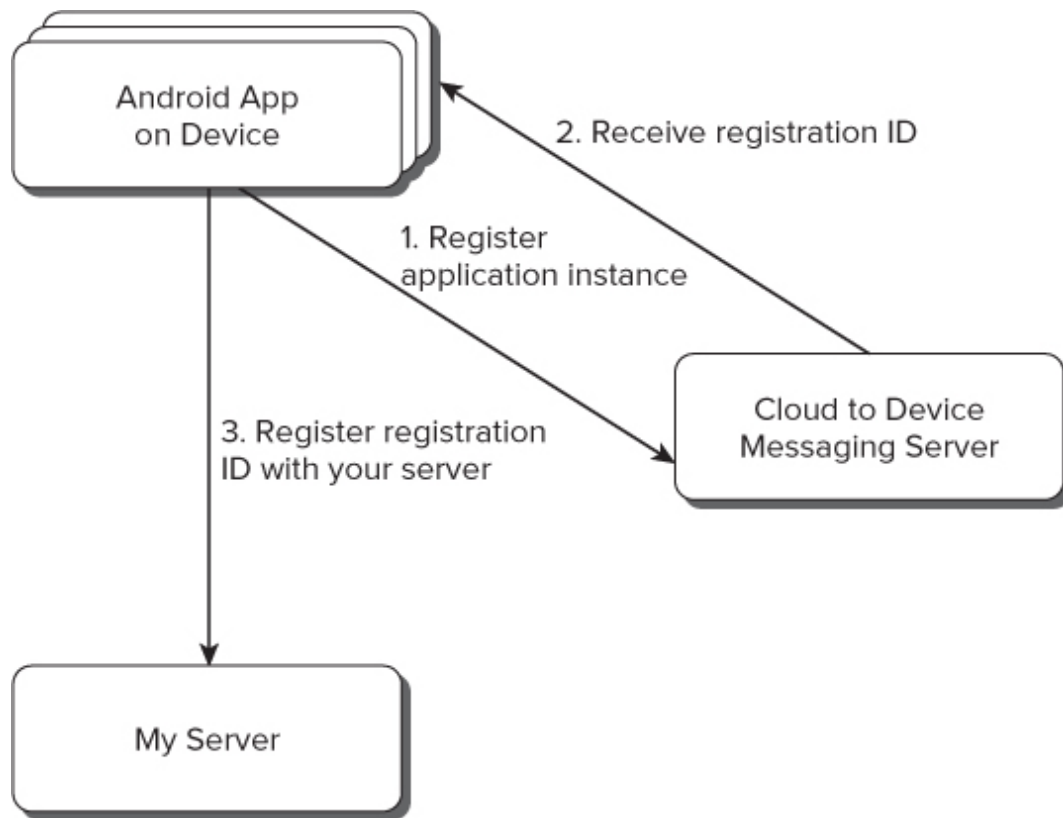 Android App
on Device
2. Receive registration ID
1. Register
application instance
Cloud to Device
Messaging Server
3. Register registration
ID with your server
My Server